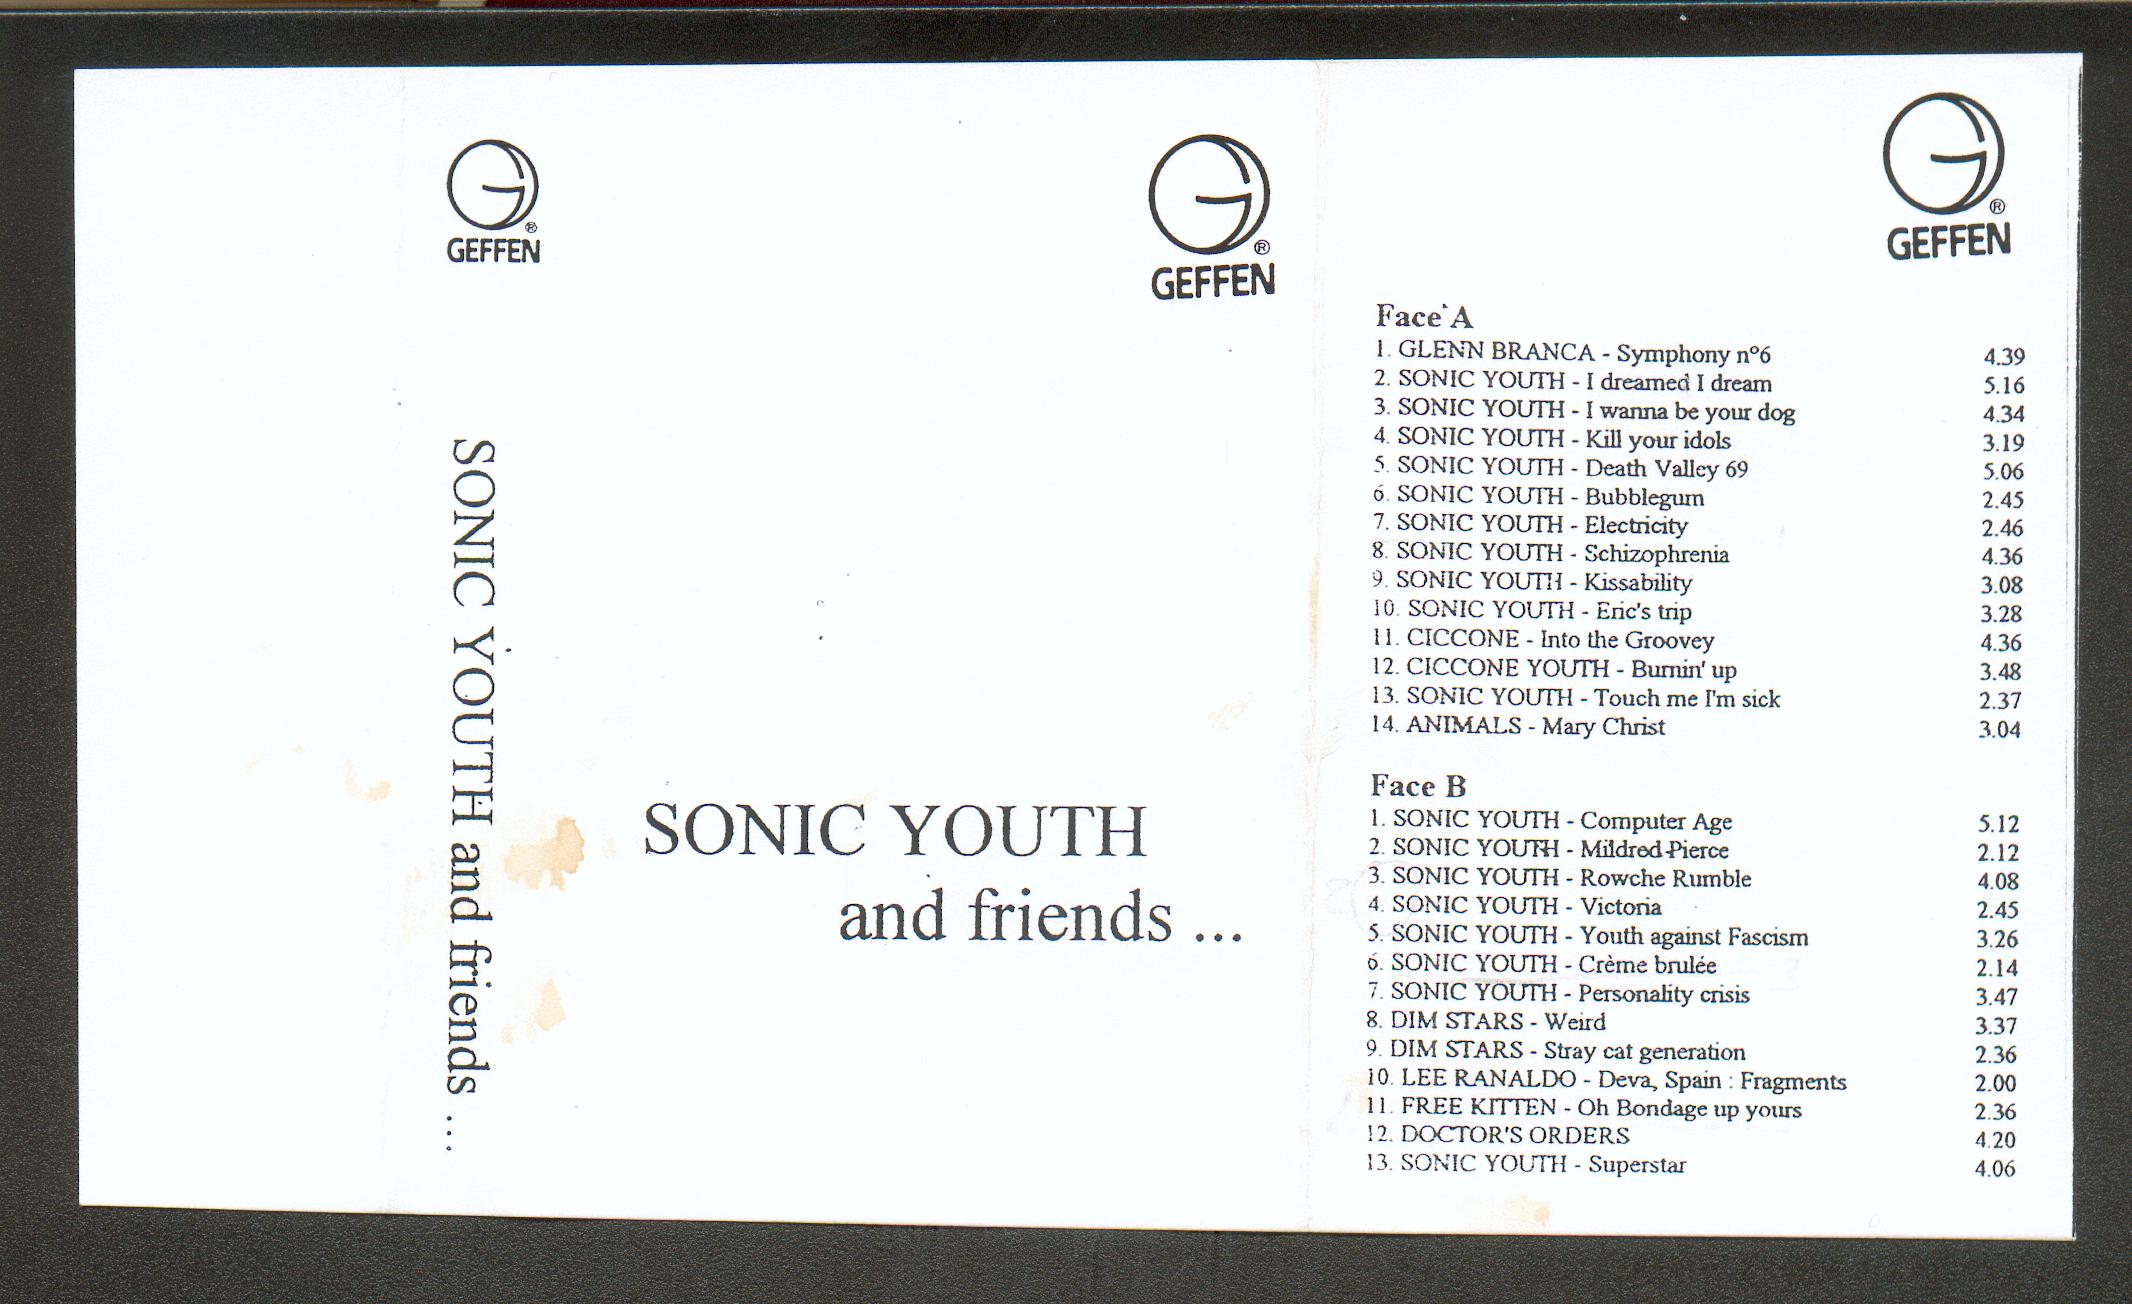 GEFFEN
SONIC YOUTH and friends ...
GEFFEN
SONIC YOUTH
and friends ...
GEFFEN
Face A
1. GLENN BRANCA - Symphony n°6 4.39
2. SONIC YOUTH - I dreamed I dream 5.16
3. SONIC YOUTH - I wanna be your dog 4.34
4. SONIC YOUTH - Kill your idols 3.19
5. SONIC YOUTH - Death Valley 69 5.06
6. SONIC YOUTH - Bubblegum 2.45
7. SONIC YOUTH - Electricity 2.46
8. SONIC YOUTH - Schizophrenia 4.36
9. SONIC YOUTH - Kissability 3.08
10. SONIC YOUTH - Eric's trip 3.28
11. CICCONE - Into the Groovey 4.36
12. CICCONE YOUTH - Burnin' up 3.48
13. SONIC YOUTH - Touch me I'm sick 2.37
14. ANIMALS - Mary Christ 3.04
Face B
1. SONIC YOUTH - Computer Age 5.12
2. SONIC YOUTH - Mildred Pierce 2.12
3. SONIC YOUTH - Rowche Rumble 4.08
4. SONIC YOUTH - Victoria 2.45
5. SONIC YOUTH - Youth against Fascism 3.26
6. SONIC YOUTH - Crème brulée 2.14
7. SONIC YOUTH - Personality crisis 3.47
8. DIM STARS - Weird 3.37
9. DIM STARS - Stray cat generation 2.36
10. LEE RANALDO - Deva, Spain : Fragments 2.00
11. FREE KITTEN - Oh Bondage up yours 2.36
12. DOCTOR'S ORDERS 4.20
13. SONIC YOUTH - Superstar 4.06